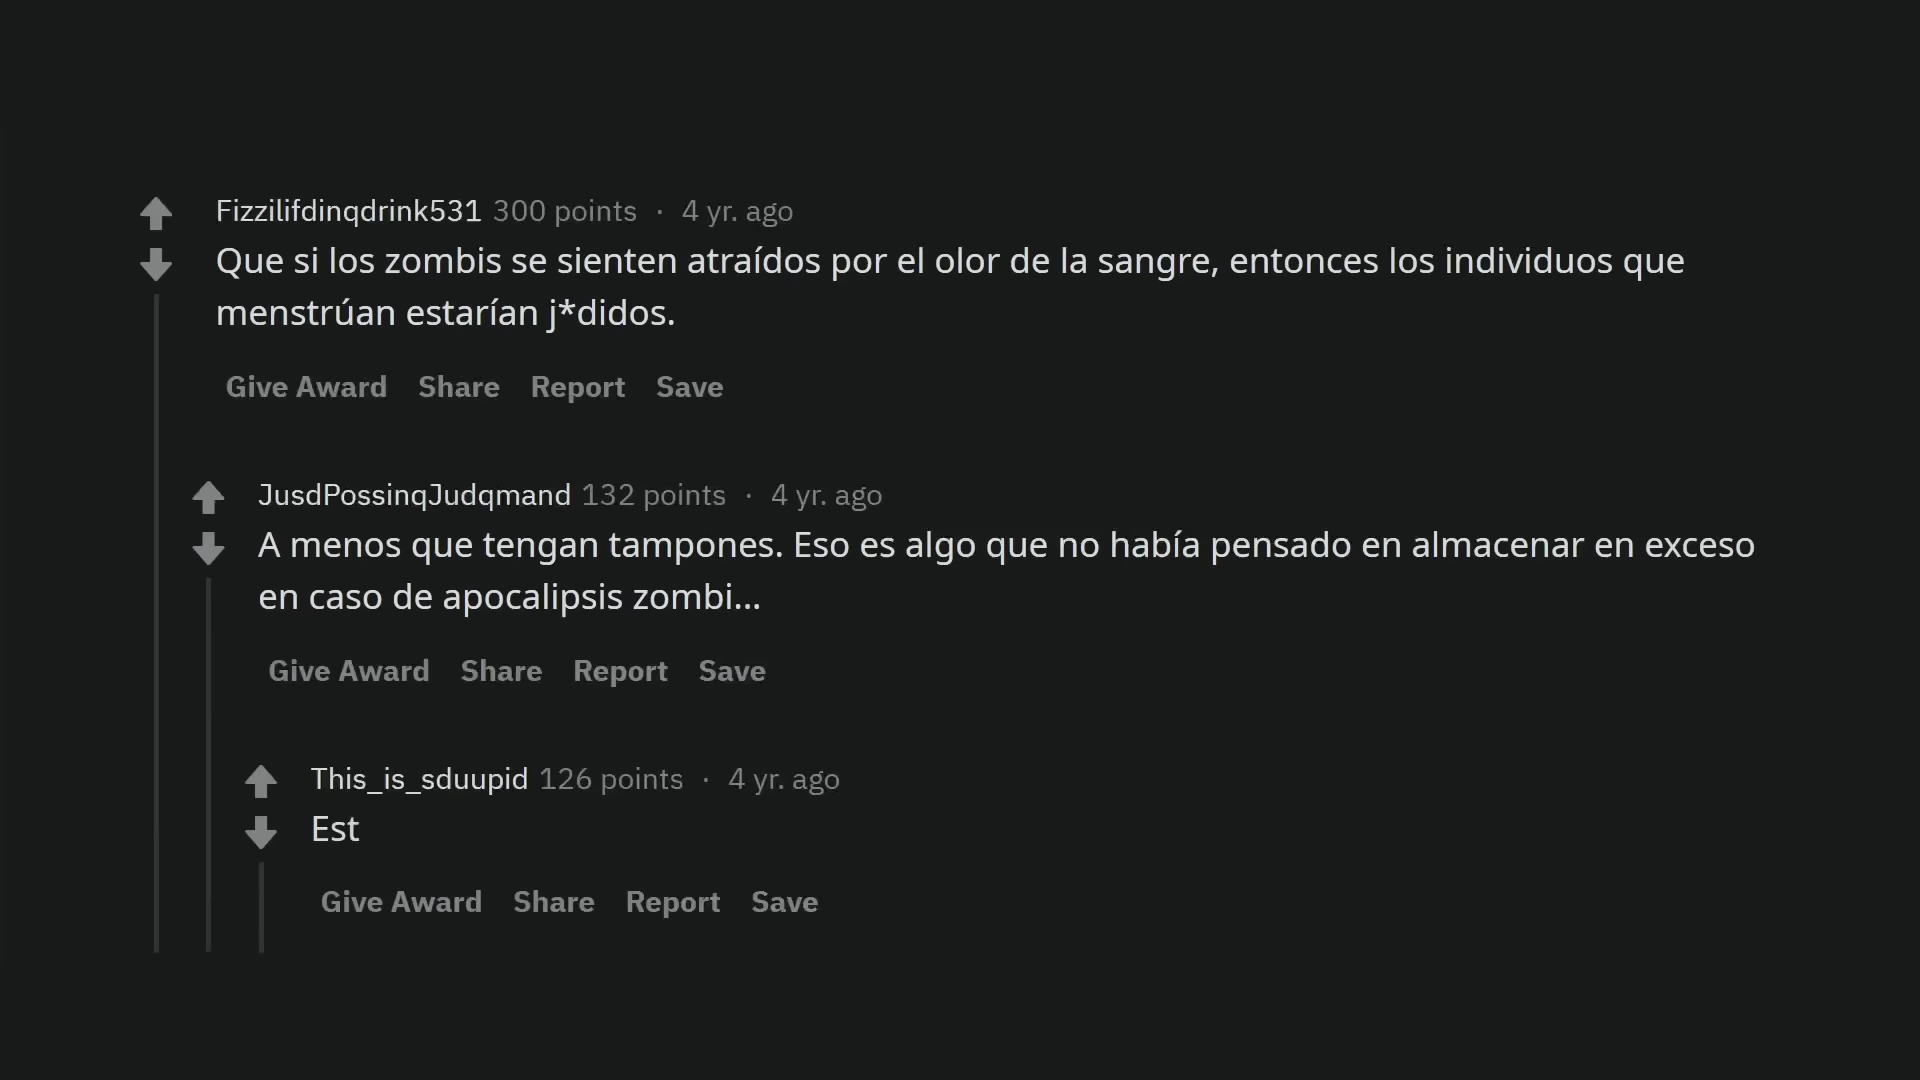 Fizzilifdinqdrink531 300 points · 4 yr. ago
Que si los zombis se sienten atraídos por el olor de la sangre, entonces los individuos que
menstrúan estarían j*didos.
Give Award Share Report Save
JusdPossinqJudqmand 132 points · 4 yr. ago
A menos que tengan tampones. Eso es algo que no había pensado en almacenar en exceso
en caso de apocalipsis zombi...
Give Award Share Report Save
This_is_sduupid 126 points · 4 yr. ago
Est
Give Award Share Report Save